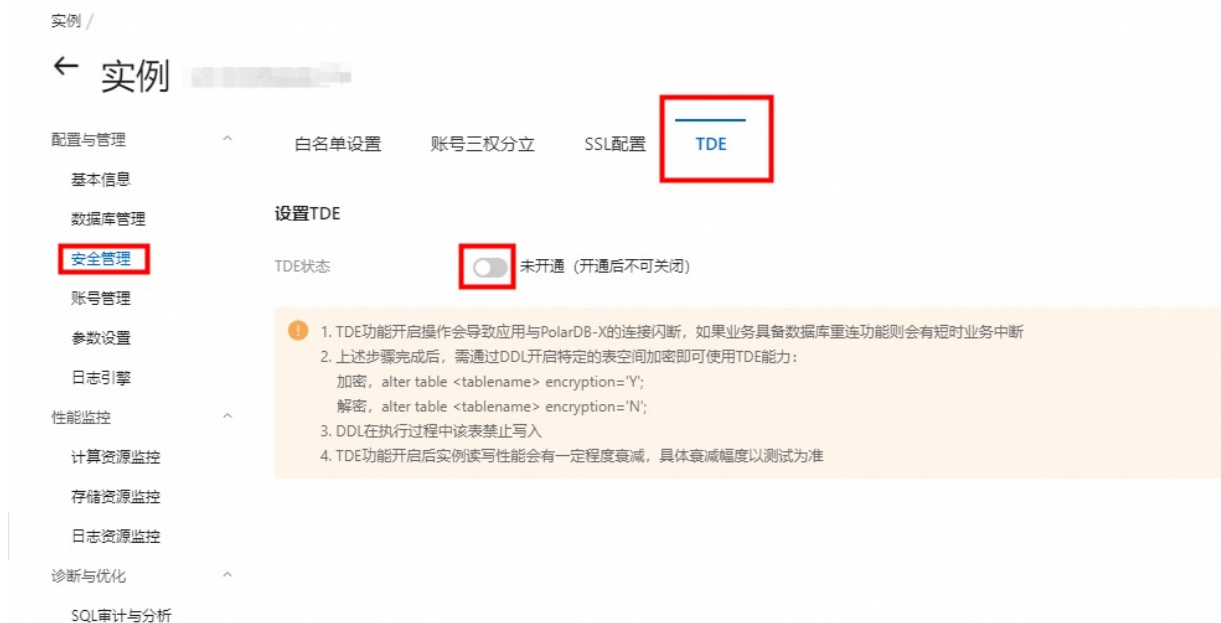 实例 /
← 实例
配置与管理
基本信息
数据库管理
安全管理
账号管理
参数设置
日志引擎
性能监控
计算资源监控
存储资源监控
日志资源监控
诊断与优化
SQL审计与分析
白名单设置 账号三权分立 SSL配置 TDE
设置TDE
TDE状态 未开通（开通后不可关闭）
1. TDE功能开启操作会导致应用与PolarDB-X的连接闪断，如果业务具备数据库重连功能则会有短时业务中断
2. 上述步骤完成后，需通过DDL开启特定的表空间加密即可使用TDE能力：
加密，alter table <tablename> encryption='Y';
解密，alter table <tablename> encryption='N';
3. DDL在执行过程中该表禁止写入
4. TDE功能开启后实例读写性能会有一定程度衰减，具体衰减幅度以测试为准